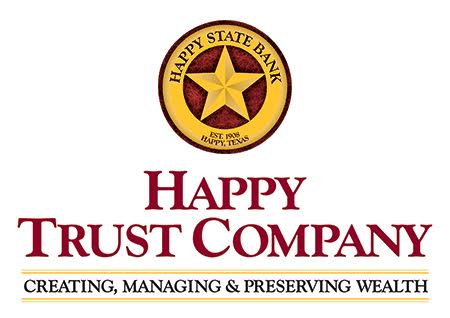 HAPPY STATE BANK
EST. 1908
HAPPY, TEXAS
HAPPY
TRUST COMPANY
CREATING, MANAGING & PRESERVING WEALTH